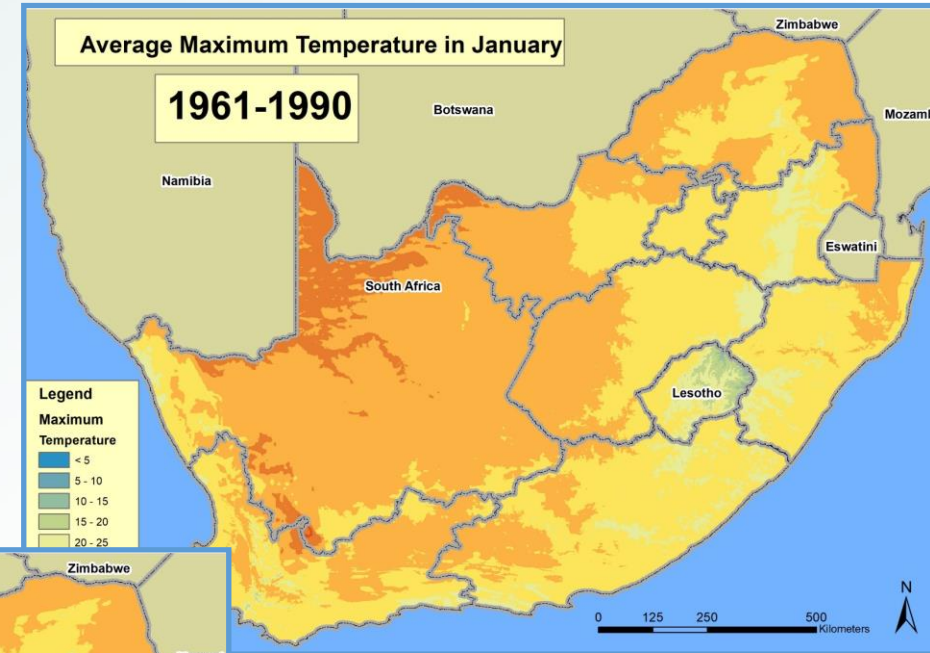 Average Maximum Temperature in January
1961-1990
Zimbabwe
Botswana
Namibia
Eswatini
South Africa
Lesotho
Legend
Maximum
Temperature
< 5
5 - 10
10 - 15
15 - 20
20 - 25
Zimbabwe
N
0 125 250 500
Kilometers